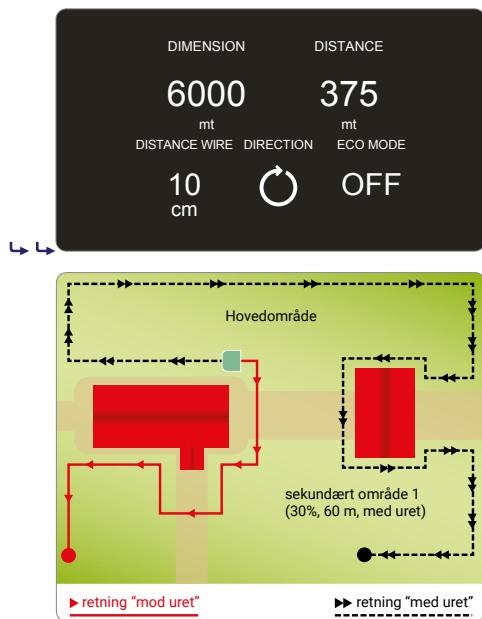 DIMENSION DISTANCE
6000 375
mt mt
DISTANCE WIRE DIRECTION ECO MODE
10 OFF
cm
Hovedområde
sekundært område 1
(30%, 60 m, med uret)
retning "mod uret"
retning "med uret"